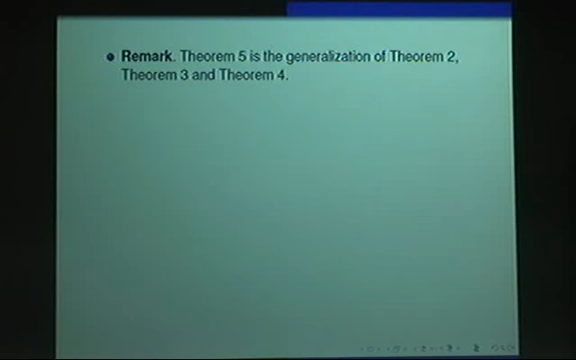 Remark. Theorem 5 is the generalization of Theorem 2,
Theorem 3 and Theorem 4.